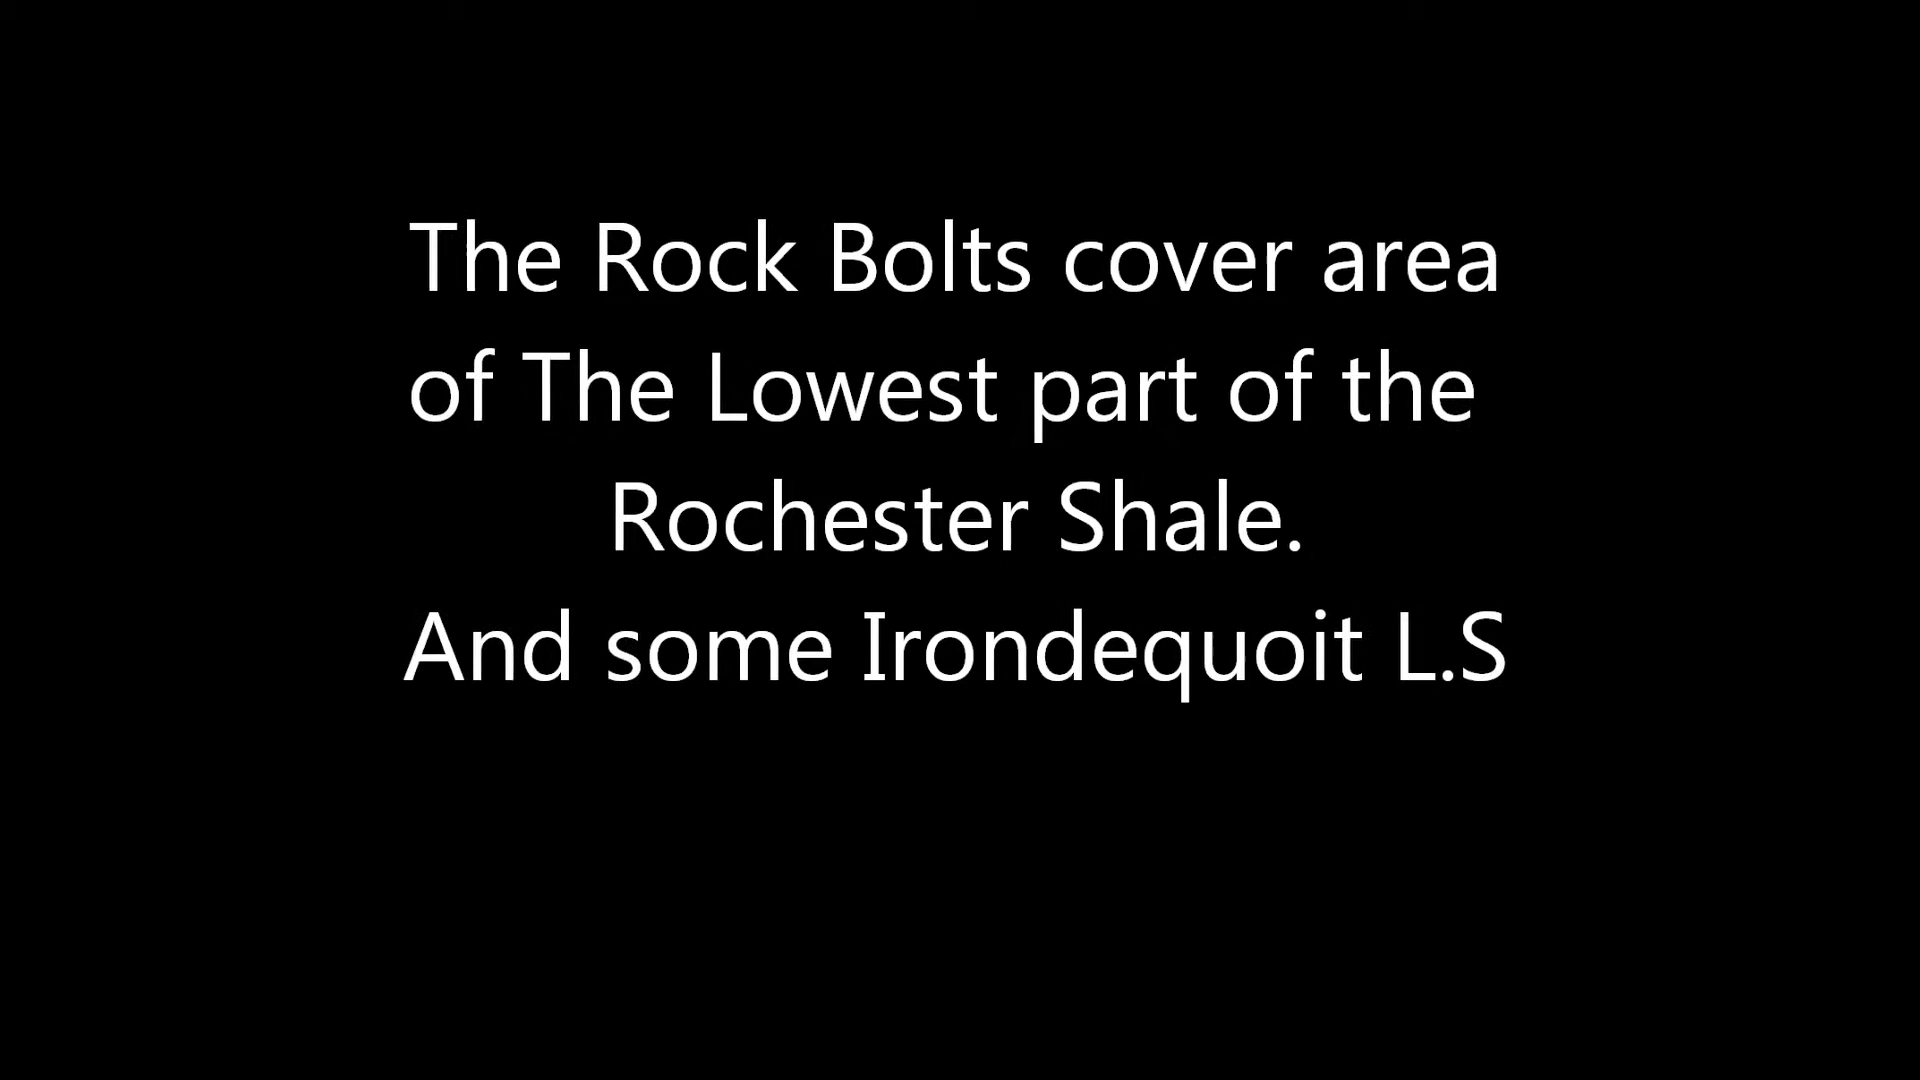 The Rock Bolts cover area
of The Lowest part of the
Rochester Shale.
And some Irondequoit L.S